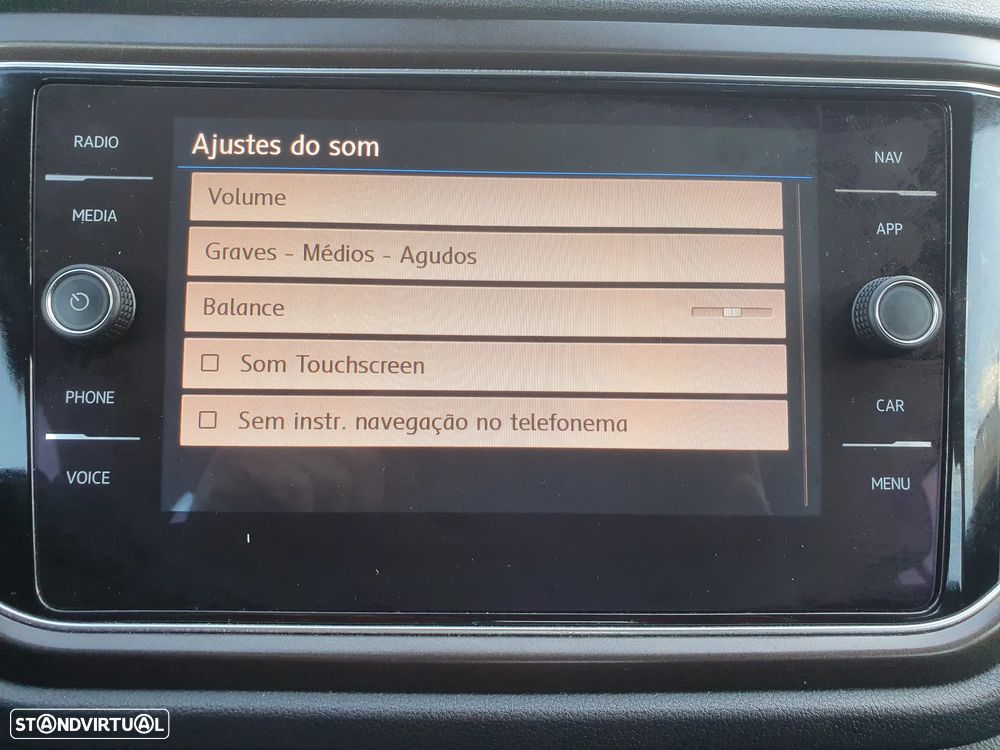 Ajustes do som
Volume
Graves - Médios - Agudos
Balance
Som Touchscreen
Sem instr. navegação no telefonema
RADIO
MEDIA
PHONE
VOICE
NAV
APP
CAR
MENU
STANDVIRTUAL